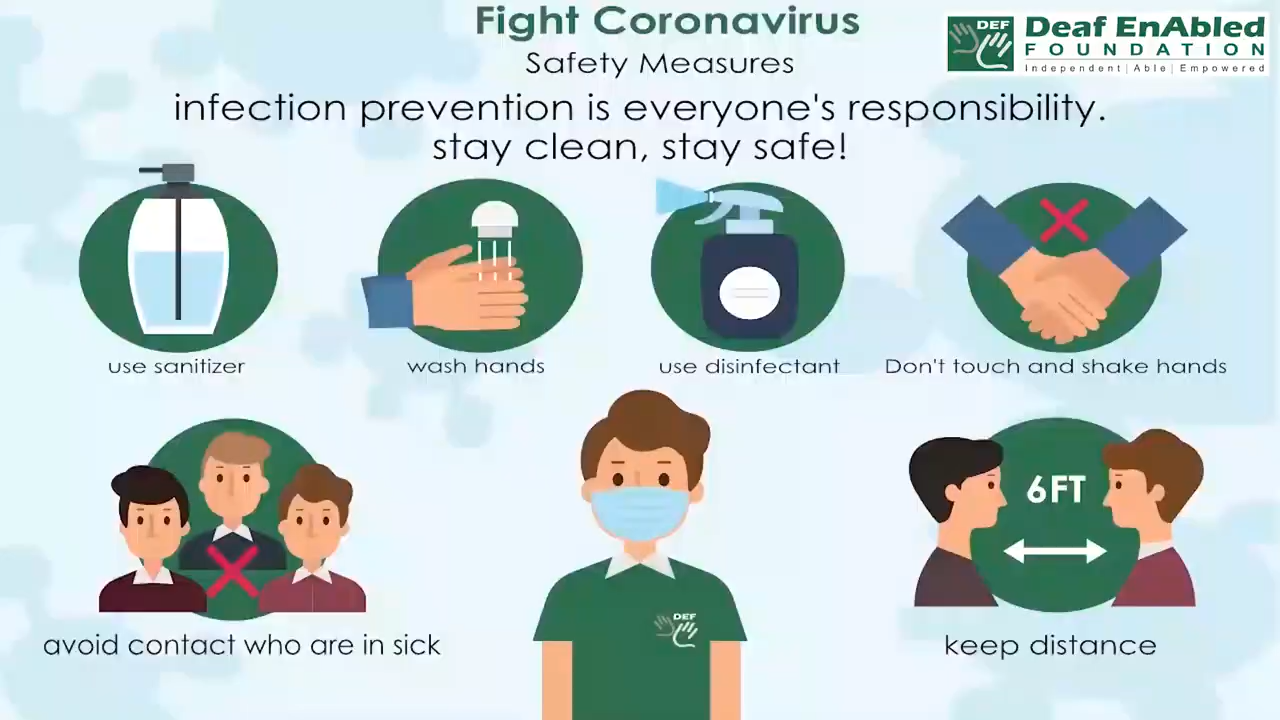 Fight Coronavirus
Safety Measures
DEF
Deaf EnAbled
FOUNDATION
Independent | Able | Empowered
infection prevention is everyone's responsibility.
stay clean, stay safe!
use sanitizer
wash hands
use disinfectant
Don't touch and shake hands
6FT
DEF
avoid contact who are in sick
keep distance